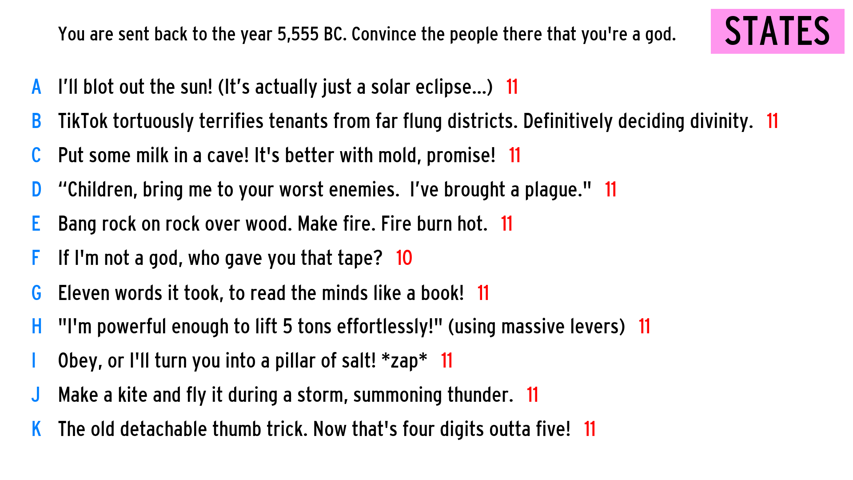 You are sent back to the year 5,555 BC. Convince the people there that you're a god.
STATES
A I'll blot out the sun! (It's actually just a solar eclipse...) 11
B TikTok tortuously terrifies tenants from far flung districts. Definitively deciding divinity. 11
C Put some milk in a cave! It's better with mold, promise! 11
D “Children, bring me to your worst enemies. I've brought a plague." 11
E Bang rock on rock over wood. Make fire. Fire burn hot. 11
F If I'm not a god, who gave you that tape? 10
G Eleven words it took, to read the minds like a book! 11
H "I'm powerful enough to lift 5 tons effortlessly!" (using massive levers) 11
I Obey, or I'll turn you into a pillar of salt! *zap* 11
J Make a kite and fly it during a storm, summoning thunder. 11
K The old detachable thumb trick. Now that's four digits outta five! 11